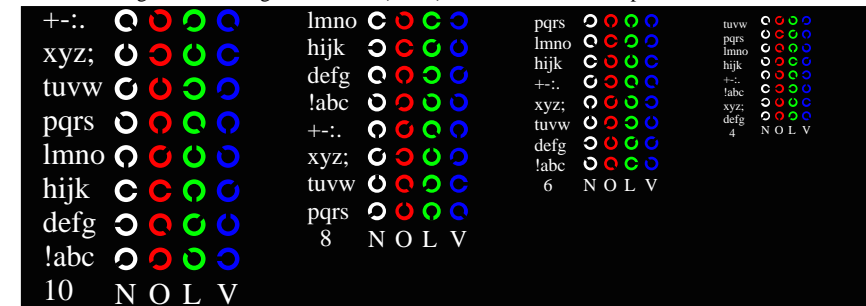 +-:.
xyz;
tuvw
pqrs
lmno
hijk
defg
!abc
10 N O L V
lmno
hijk
defg
!abc
+-:.
xyz;
tuvw
pqrs
8 N O L V
pqrs
lmno
hijk
+-:.
xyz;
tuvw
defg
!abc
6 N O L V
tuvw
pqrs
lmno
hijk
+-:.
!abc
xyz;
defg
4 N O L V